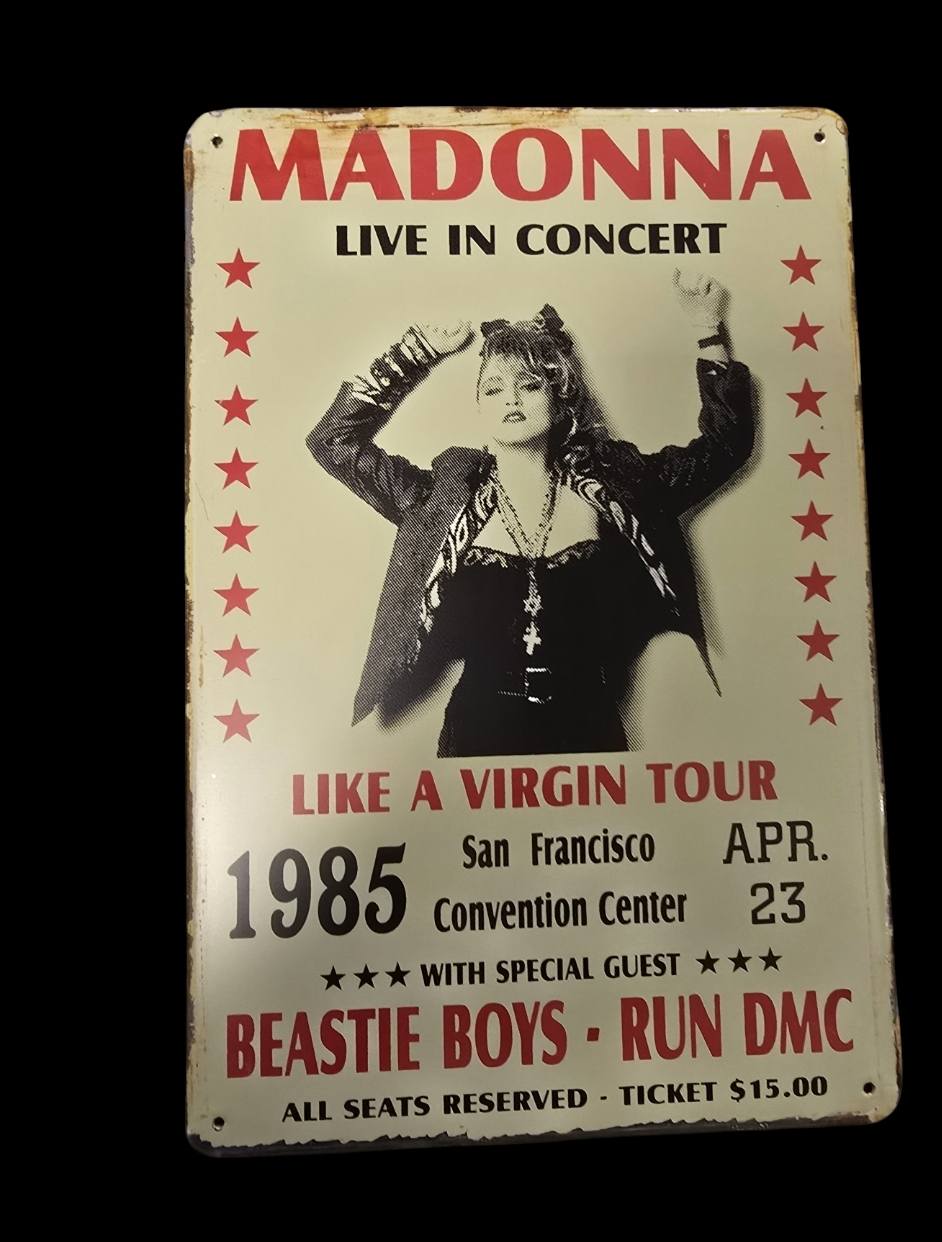 MADONNA
LIVE IN CONCERT
LIKE A VIRGIN TOUR
1985 San Francisco Convention Center APR. 23
★★★ WITH SPECIAL GUEST ★★★
BEASTIE BOYS · RUN DMC
ALL SEATS RESERVED - TICKET $15.00